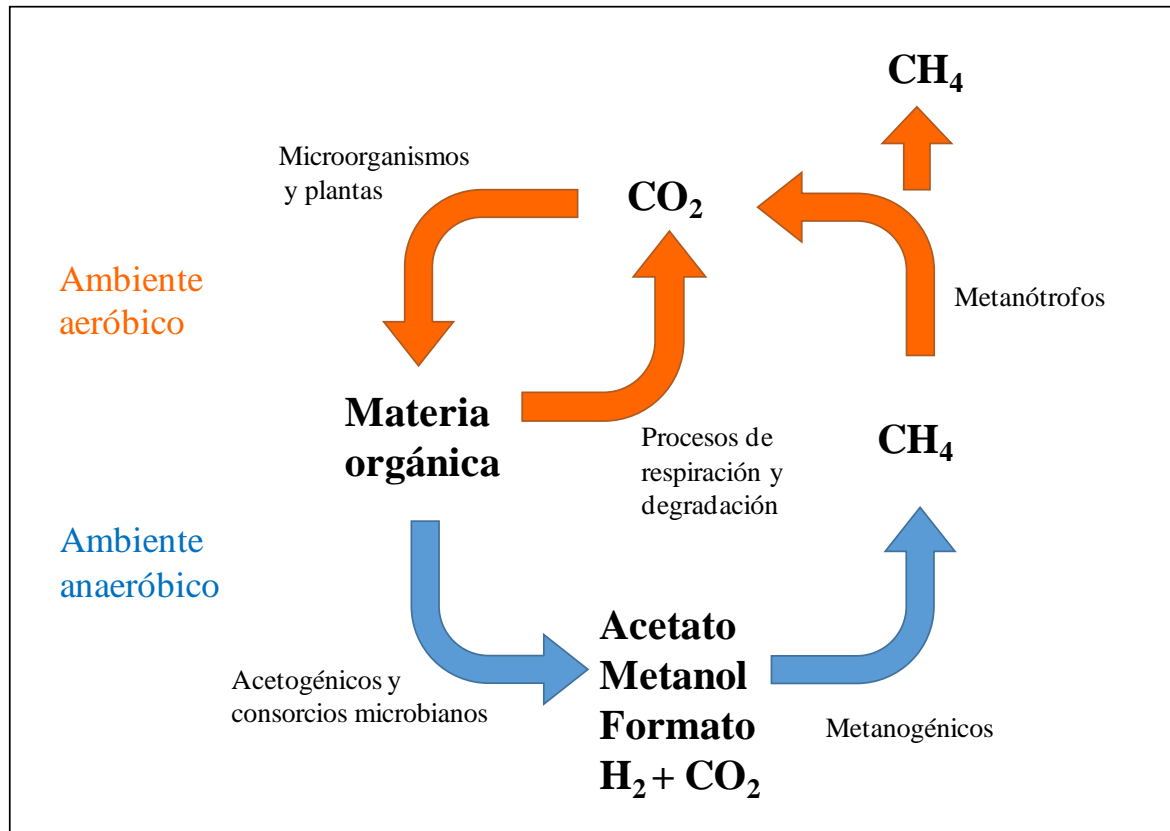 CH₄
Microorganismos
y plantas
CO₂
Ambiente
aeróbico
Metanótrofos
Materia
orgánica
Procesos de
respiración y
degradación
CH₄
Ambiente
anaeróbico
Acetato
Metanol
Formato
H₂ + CO₂
Acetogénicos y
consorcios microbianos
Metanogénicos